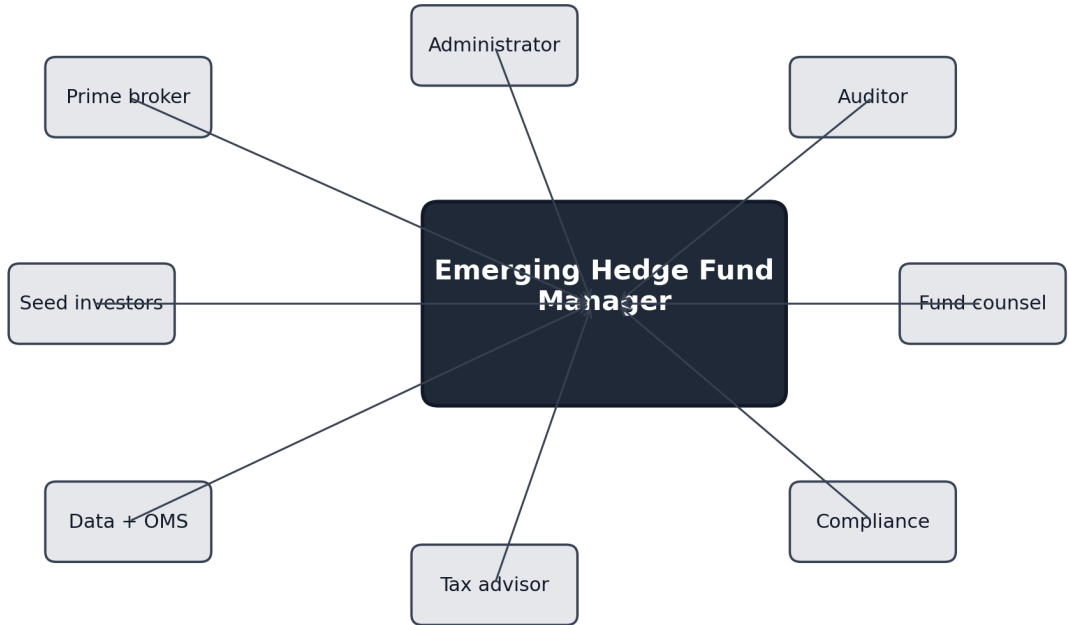 Administrator
Prime broker
Auditor
Emerging Hedge Fund
Manager
Seed investors
Fund counsel
Data + OMS
Compliance
Tax advisor